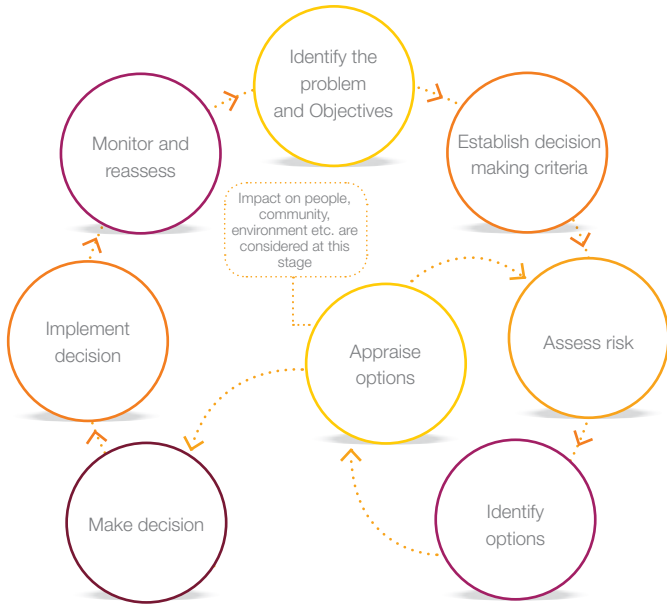 Identify the
problem
and Objectives
Establish decision
making criteria
Assess risk
Identify
options
Appraise
options
Impact on people,
community,
environment etc. are
considered at this
stage
Make decision
Implement
decision
Monitor and
reassess